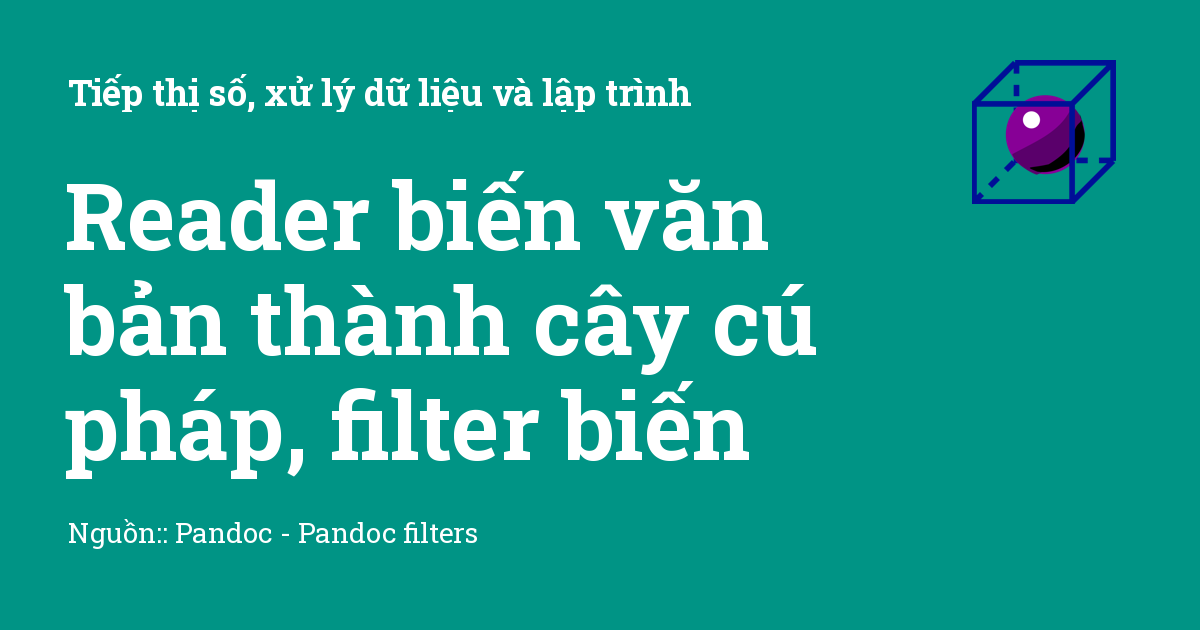 Tiếp thị số, xử lý dữ liệu và lập trình
Reader biến văn
bản thành cây cú
pháp, filter biến
Nguồn:: Pandoc - Pandoc filters